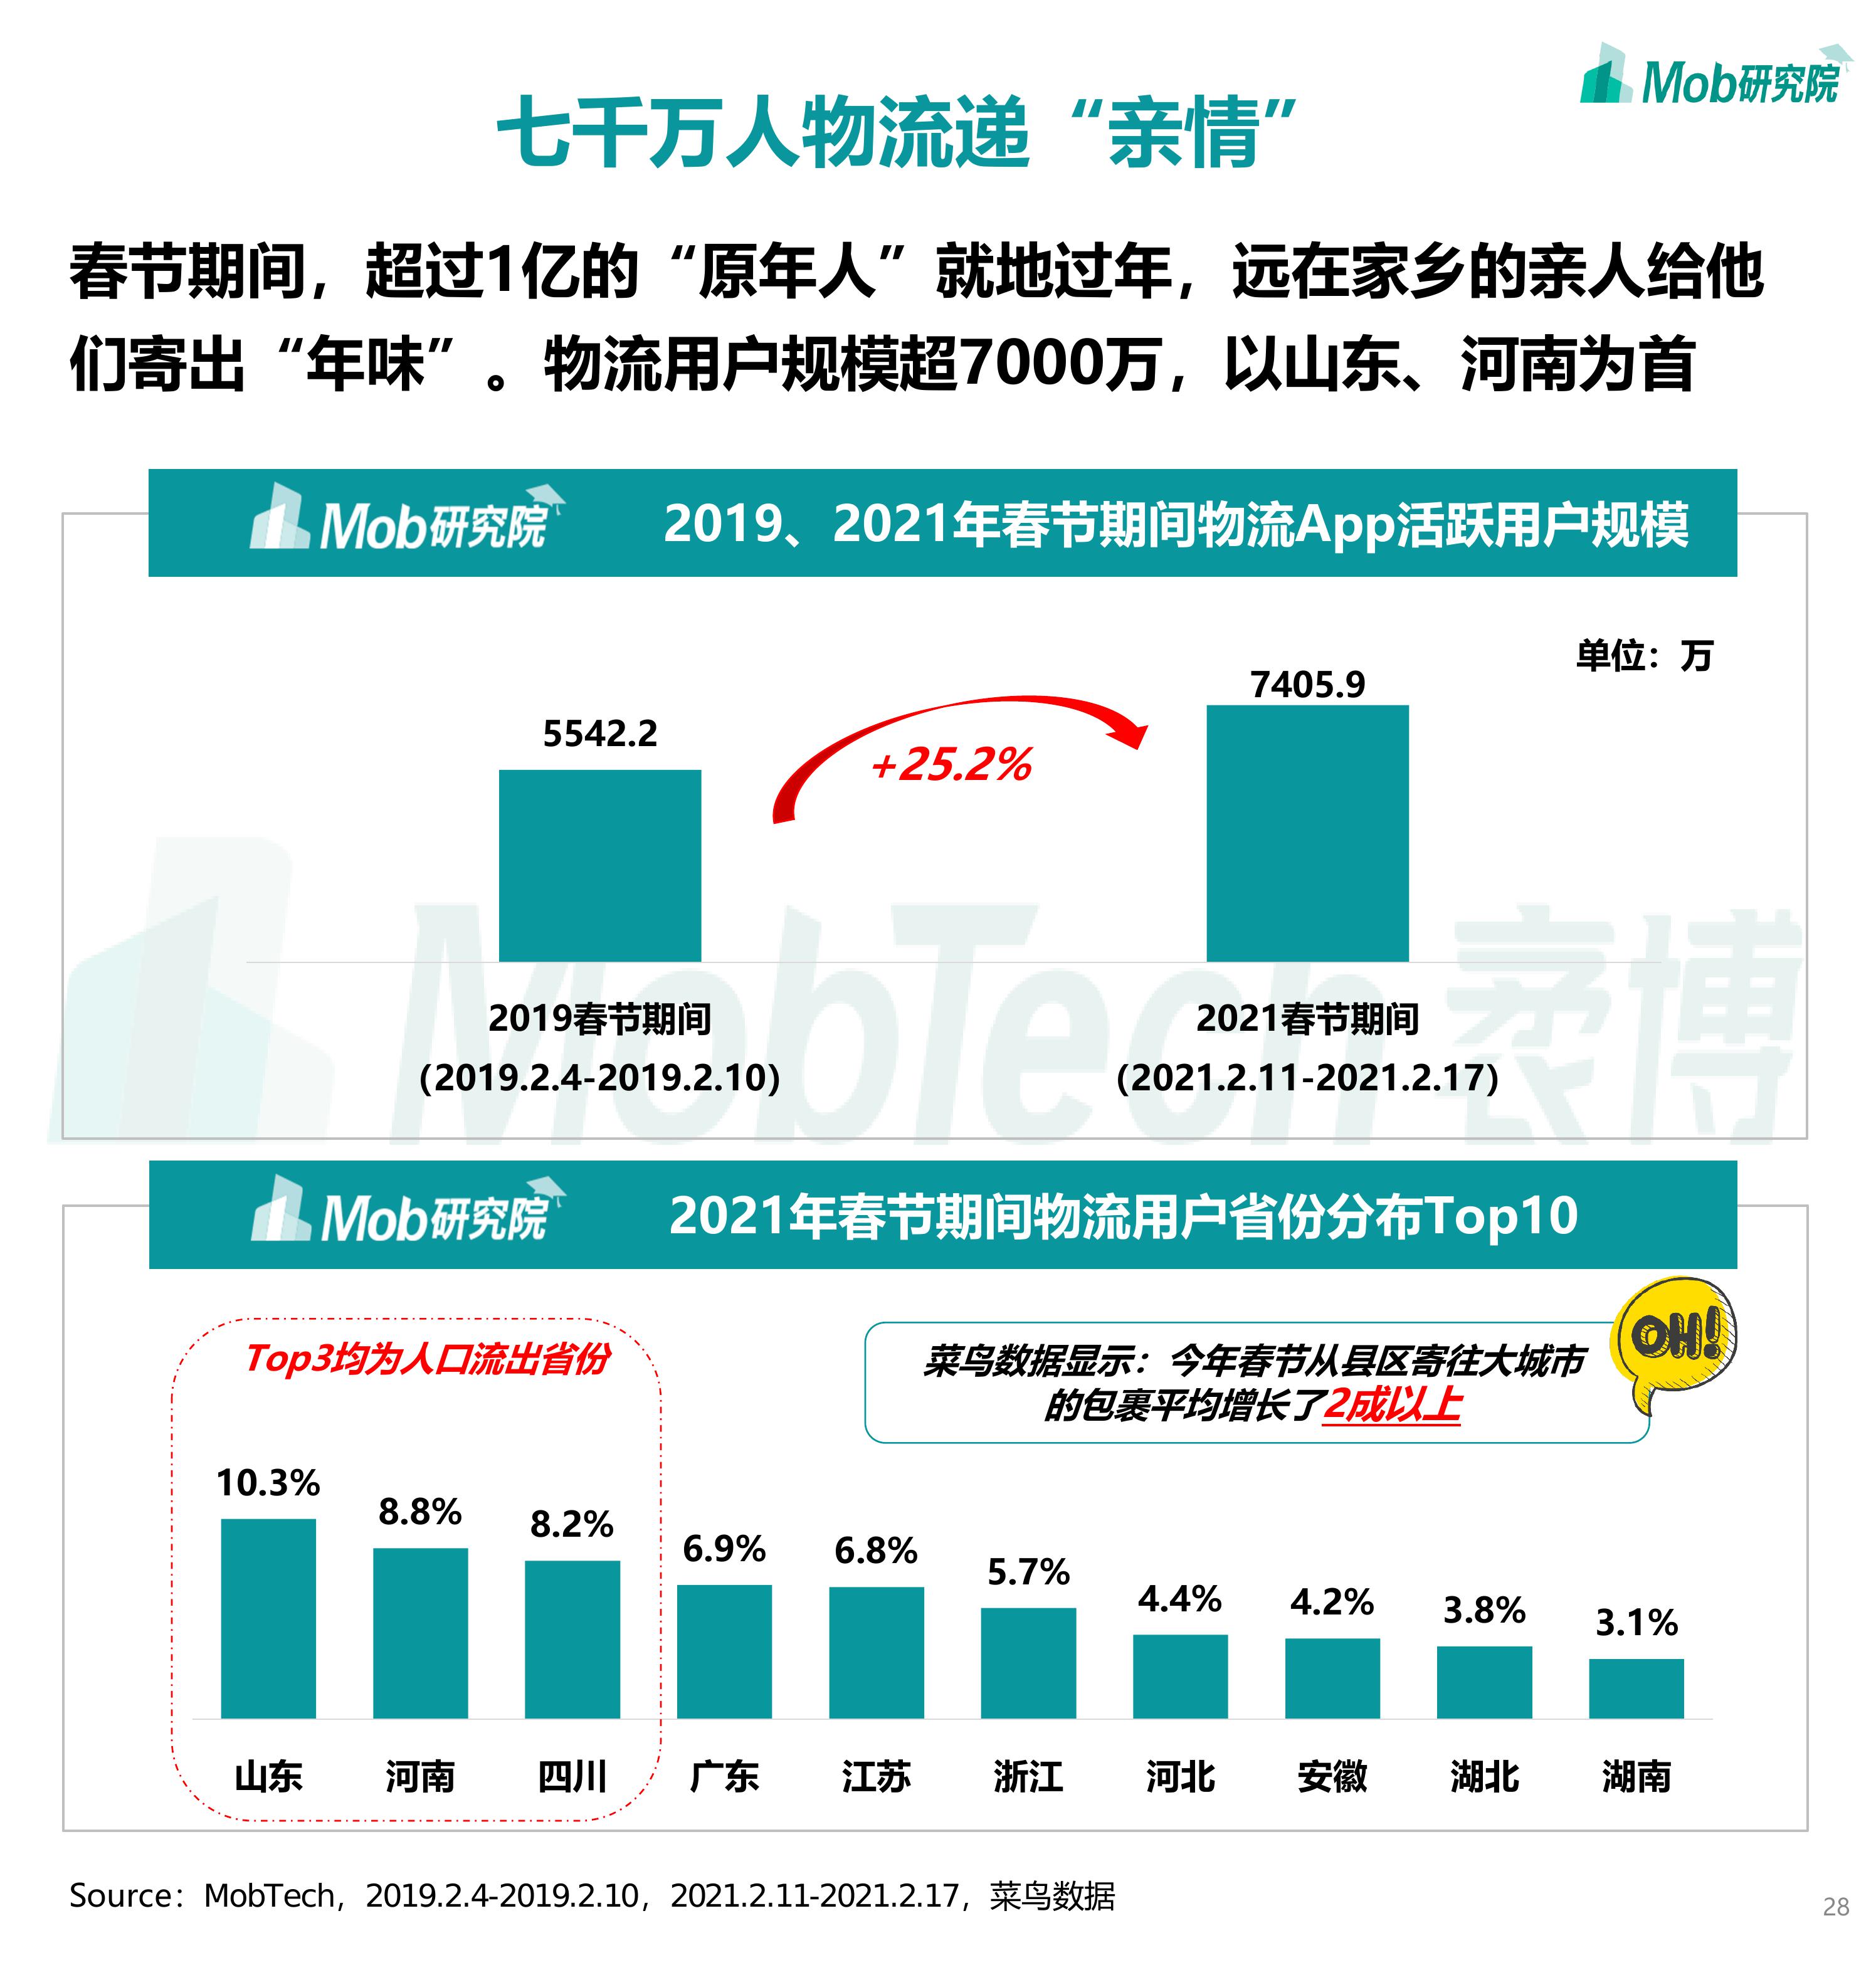 Mob研究院
七千万人物流递“亲情”
春节期间，超过1亿的“原年人”就地过年，远在家乡的亲人给他
们寄出“年味”。物流用户规模超7000万，以山东、河南为首
Mob研究院
2019、2021年春节期间物流App活跃用户规模
单位：万
5542.2
+25.2%
7405.9
2019春节期间
(2019.2.4-2019.2.10)
2021春节期间
(2021.2.11-2021.2.17)
MobTech袤博
Mob研究院
2021年春节期间物流用户省份分布Top10
Top3均为人口流出省份
菜鸟数据显示：今年春节从县区寄往大城市
的包裹平均增长了2成以上
OH!
10.3%
8.8%
8.2%
6.9%
6.8%
5.7%
4.4%
4.2%
3.8%
3.1%
山东
河南
四川
广东
江苏
浙江
河北
安徽
湖北
湖南
Source：MobTech，2019.2.4-2019.2.10，2021.2.11-2021.2.17，菜鸟数据
28